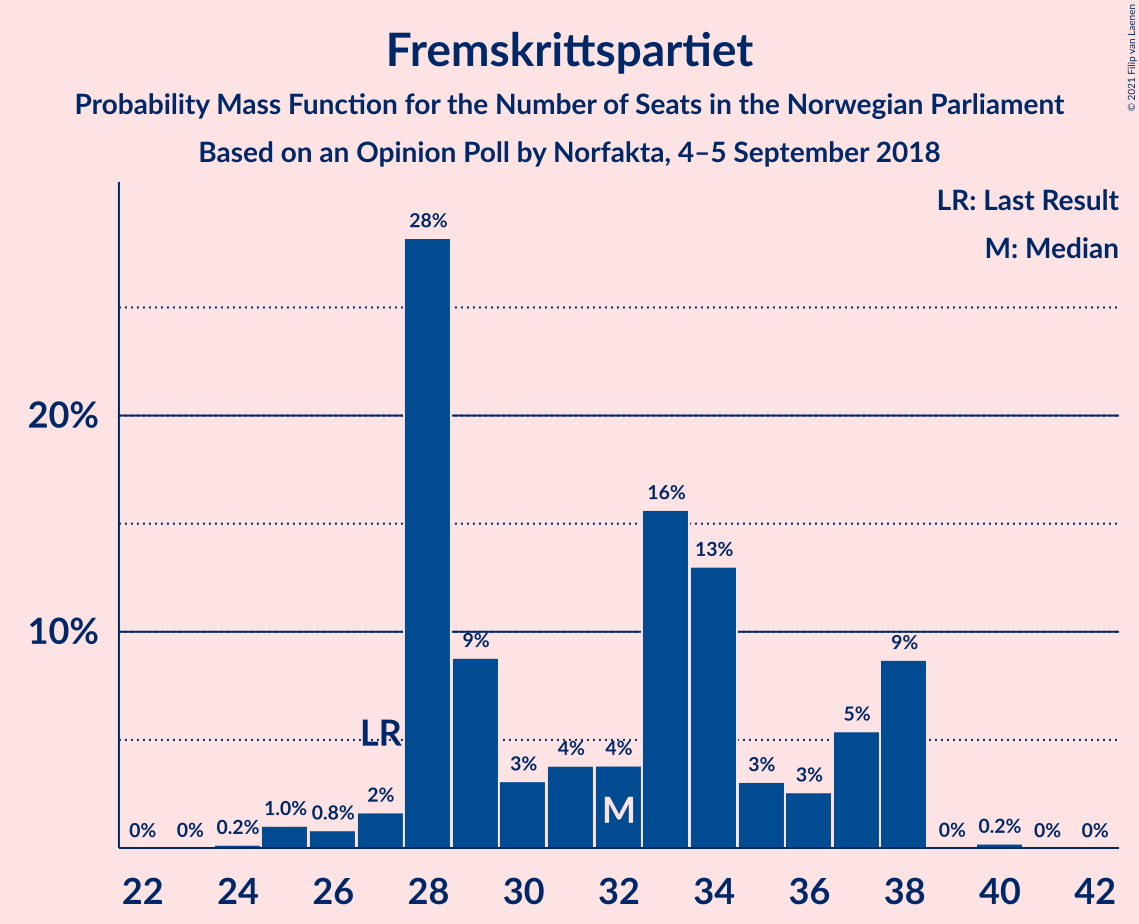 Fremskrittspartiet
Probability Mass Function for the Number of Seats in the Norwegian Parliament
Based on an Opinion Poll by Norfakta, 4–5 September 2018
© 2021 Filip van Laenen
LR: Last Result
M: Median
28%
20%
16%
13%
10%
9%
9%
LR
5%
4%
4%
3%
3%
3%
2%
M
1.0%
0.8%
0%
0%
0.2%
0%
0.2%
0%
0%
22 24 26 28 30 32 34 36 38 40 42